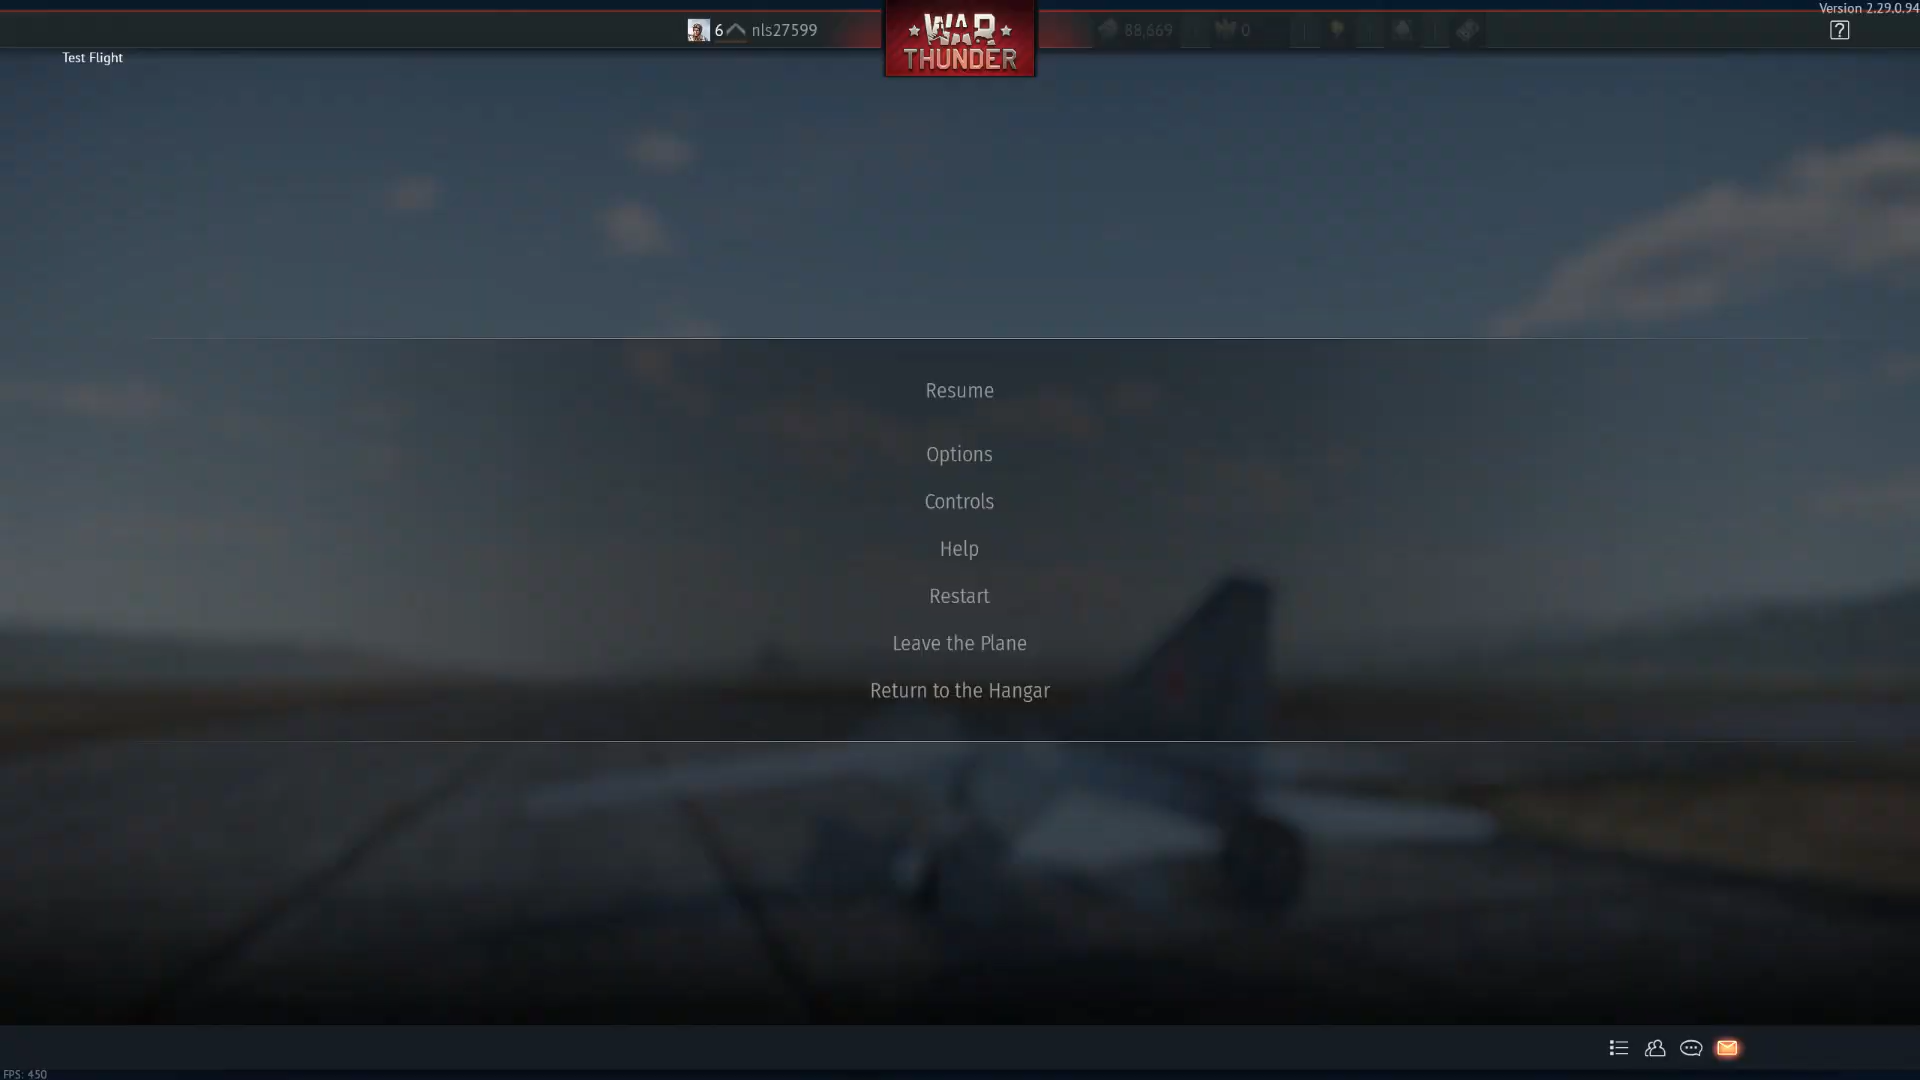 Version 2.29.0.94
6 nls27599
WAR
THUNDER
88,669
0
Test Flight
Resume
Options
Controls
Help
Restart
Leave the Plane
Return to the Hangar
FPS: 450